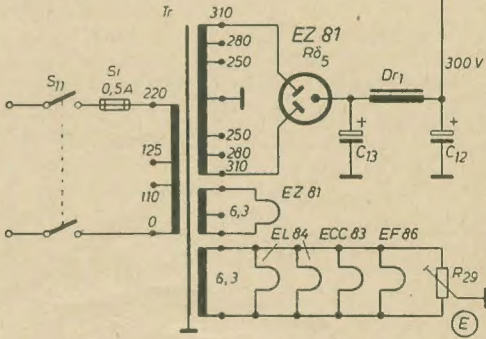 Tr
310
280
250
EZ 81
Rö5
Dr1
300 V
S11
Si
0,5A
220
125
110
0
250
280
310
+
C13
+
C12
EZ 81
6,3
EL 84
ECC 83
EF 86
6,3
R29
E